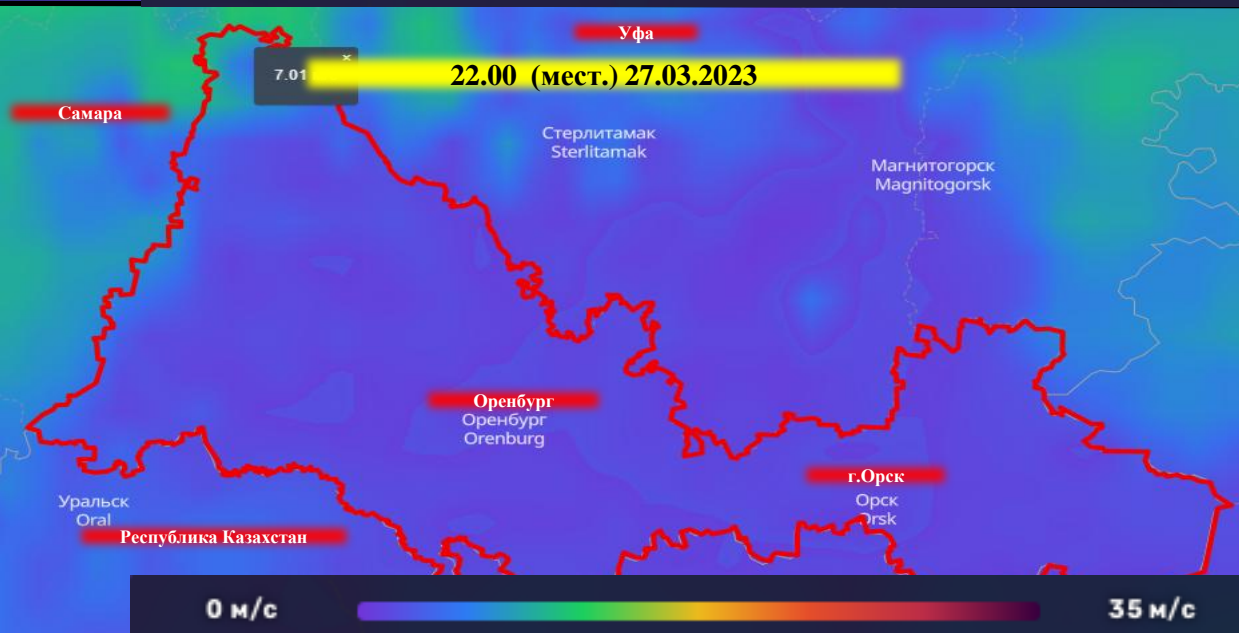 Уфа
×
7.01
22.00 (мест.) 27.03.2023
Самара
Стерлитамак
Sterlitamak
Магнитогорск
Magnitogorsk
Оренбург
Оренбург
Orenburg
г.Орск
Орск
Orsk
Уральск
Oral
Республика Казахстан
0 м/с
35 м/с